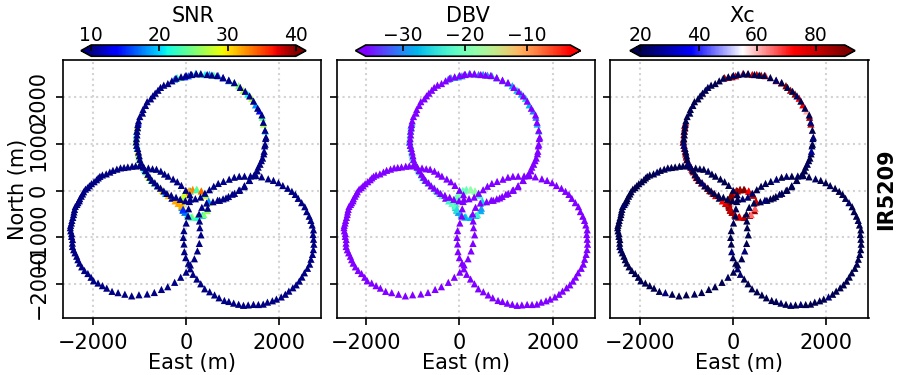 SNR DBV Xc
10 20 30 40 −30 −20 −10 20 40 60 80
North (m)
2000
1000
0
−1000
−2000
−2000 0 2000 −2000 0 2000 −2000 0 2000
East (m) East (m) East (m)
IR5209